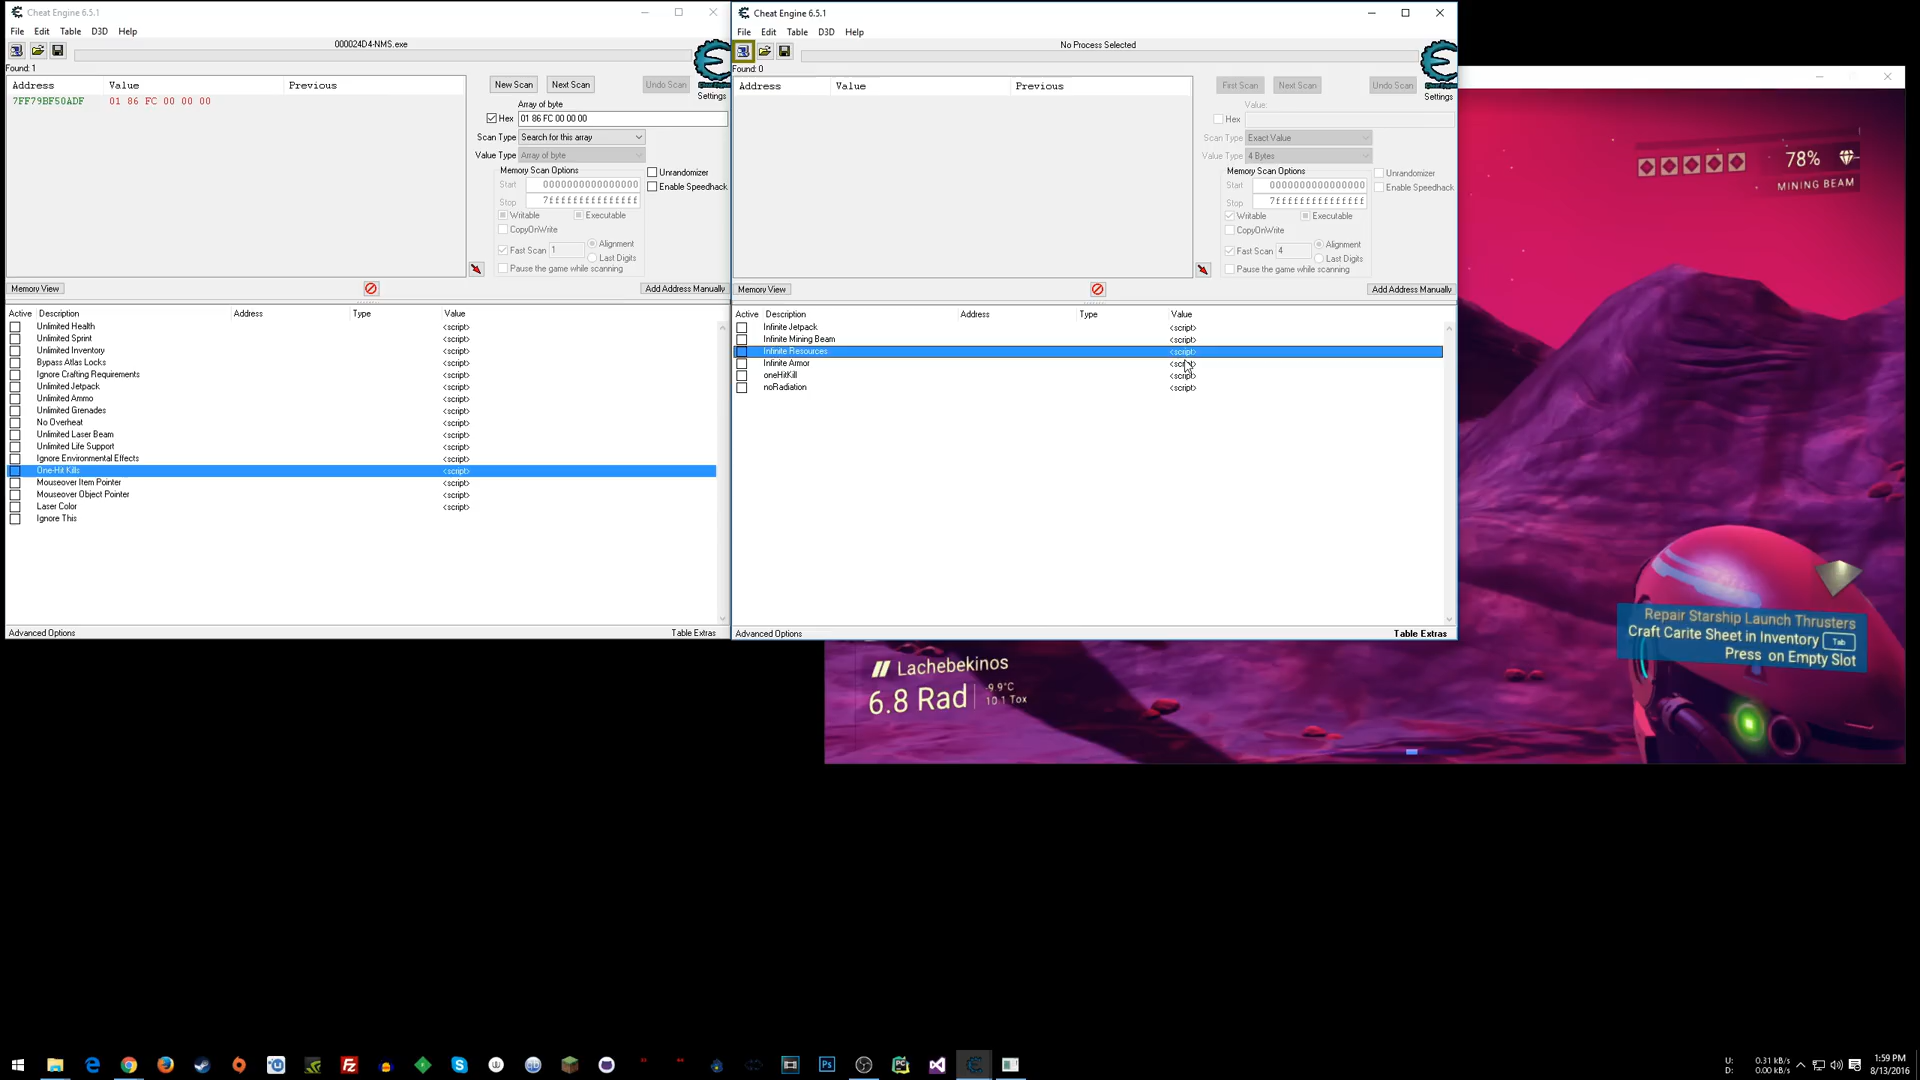 Cheat Engine 6.5.1
File Edit Table D3D Help
000024D4-NMS.exe
Found: 1
Address Value Previous
7FF79BF50ADF 01 86 FC 00 00 00
New Scan Next Scan Undo Scan
Settings
Array of byte
Hex 01 86 FC 00 00 00
Scan Type Search for this array
Value Type Array of byte
Memory Scan Options
Start 0000000000000000
Stop 7fffffffffffffff
Writable Executable
CopyOnWrite
Fast Scan 1 Alignment
Last Digits
Pause the game while scanning
Unrandomizer
Enable Speedhack
Memory View Add Address Manually
Active Description Address Type Value
Unlimited Health <script>
Unlimited Sprint <script>
Unlimited Inventory <script>
Bypass Atlas Locks <script>
Ignore Crafting Requirements <script>
Unlimited Jetpack <script>
Unlimited Ammo <script>
Unlimited Grenades <script>
No Overheat <script>
Unlimited Laser Beam <script>
Unlimited Life Support <script>
Ignore Environmental Effects <script>
One-Hit Kills <script>
Mouseover Item Pointer <script>
Mouseover Object Pointer <script>
Laser Color <script>
Ignore This
Advanced Options Table Extras
Cheat Engine 6.5.1
File Edit Table D3D Help
No Process Selected
Found: 0
Address Value Previous
First Scan Next Scan Undo Scan
Settings
Value:
Hex
Scan Type Exact Value
Value Type 4 Bytes
Memory Scan Options
Start 0000000000000000
Stop 7fffffffffffffff
Writable Executable
CopyOnWrite
Fast Scan 4 Alignment
Last Digits
Pause the game while scanning
Unrandomizer
Enable Speedhack
Memory View Add Address Manually
Active Description Address Type Value
Infinite Jetpack <script>
Infinite Mining Beam <script>
Infinite Resources <script>
Infinite Armor <script>
oneHitKill <script>
noRadiation <script>
Advanced Options Table Extras
78%
MINING BEAM
Repair Starship Launch Thrusters
Craft Carite Sheet in Inventory Tab
Press on Empty Slot
Lachebekinos
6.8 Rad
-9.9°C
10.1 Tox
U: 0.31 kB/s
D: 0.00 kB/s
1:59 PM
8/13/2016